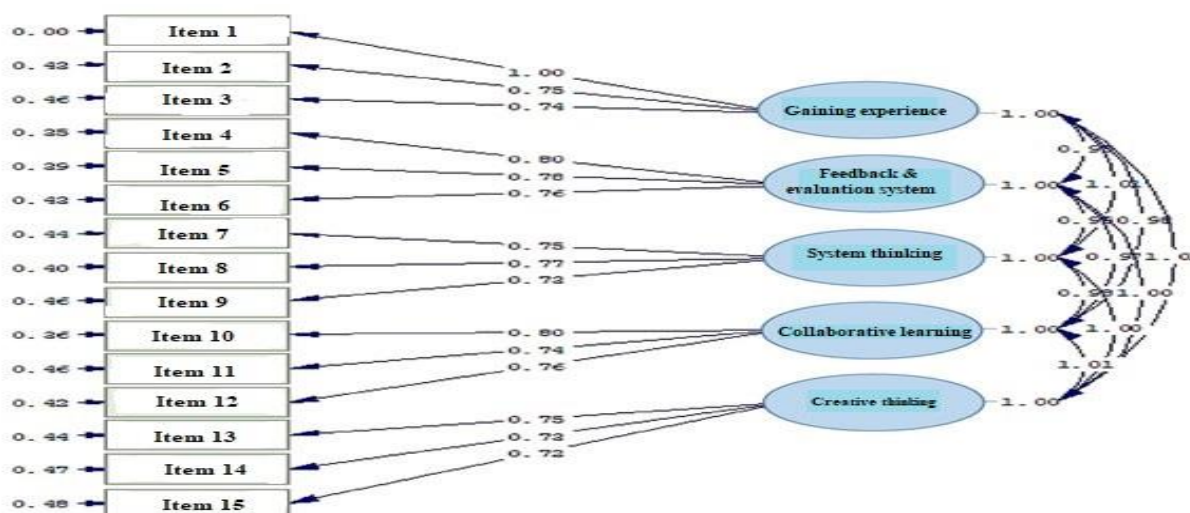 0.00 Item 1
0.42 Item 2
0.46 Item 3
0.35 Item 4
0.39 Item 5
0.42 Item 6
0.44 Item 7
0.40 Item 8
0.46 Item 9
0.36 Item 10
0.46 Item 11
0.42 Item 12
0.44 Item 13
0.47 Item 14
0.48 Item 15
1.00
0.75
0.74
0.80
0.78
0.76
0.75
0.77
0.73
0.80
0.74
0.76
0.75
0.73
0.72
Gaining experience 1.00
Feedback &
evaluation system 1.00
System thinking 1.00
Collaborative learning 1.00
Creative thinking 1.00
1.00
1.00
1.01